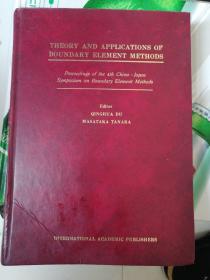 THEORY AND APPLICATIONS OF
BOUNDARY ELEMENT METHODS
Proceedings of the 4th China-Japan
Symposium on Boundary Element Methods
Editor
QINGHUA DU
MASATAKA TANAKA
INTERNATIONAL ACADEMIC PUBLISHERS